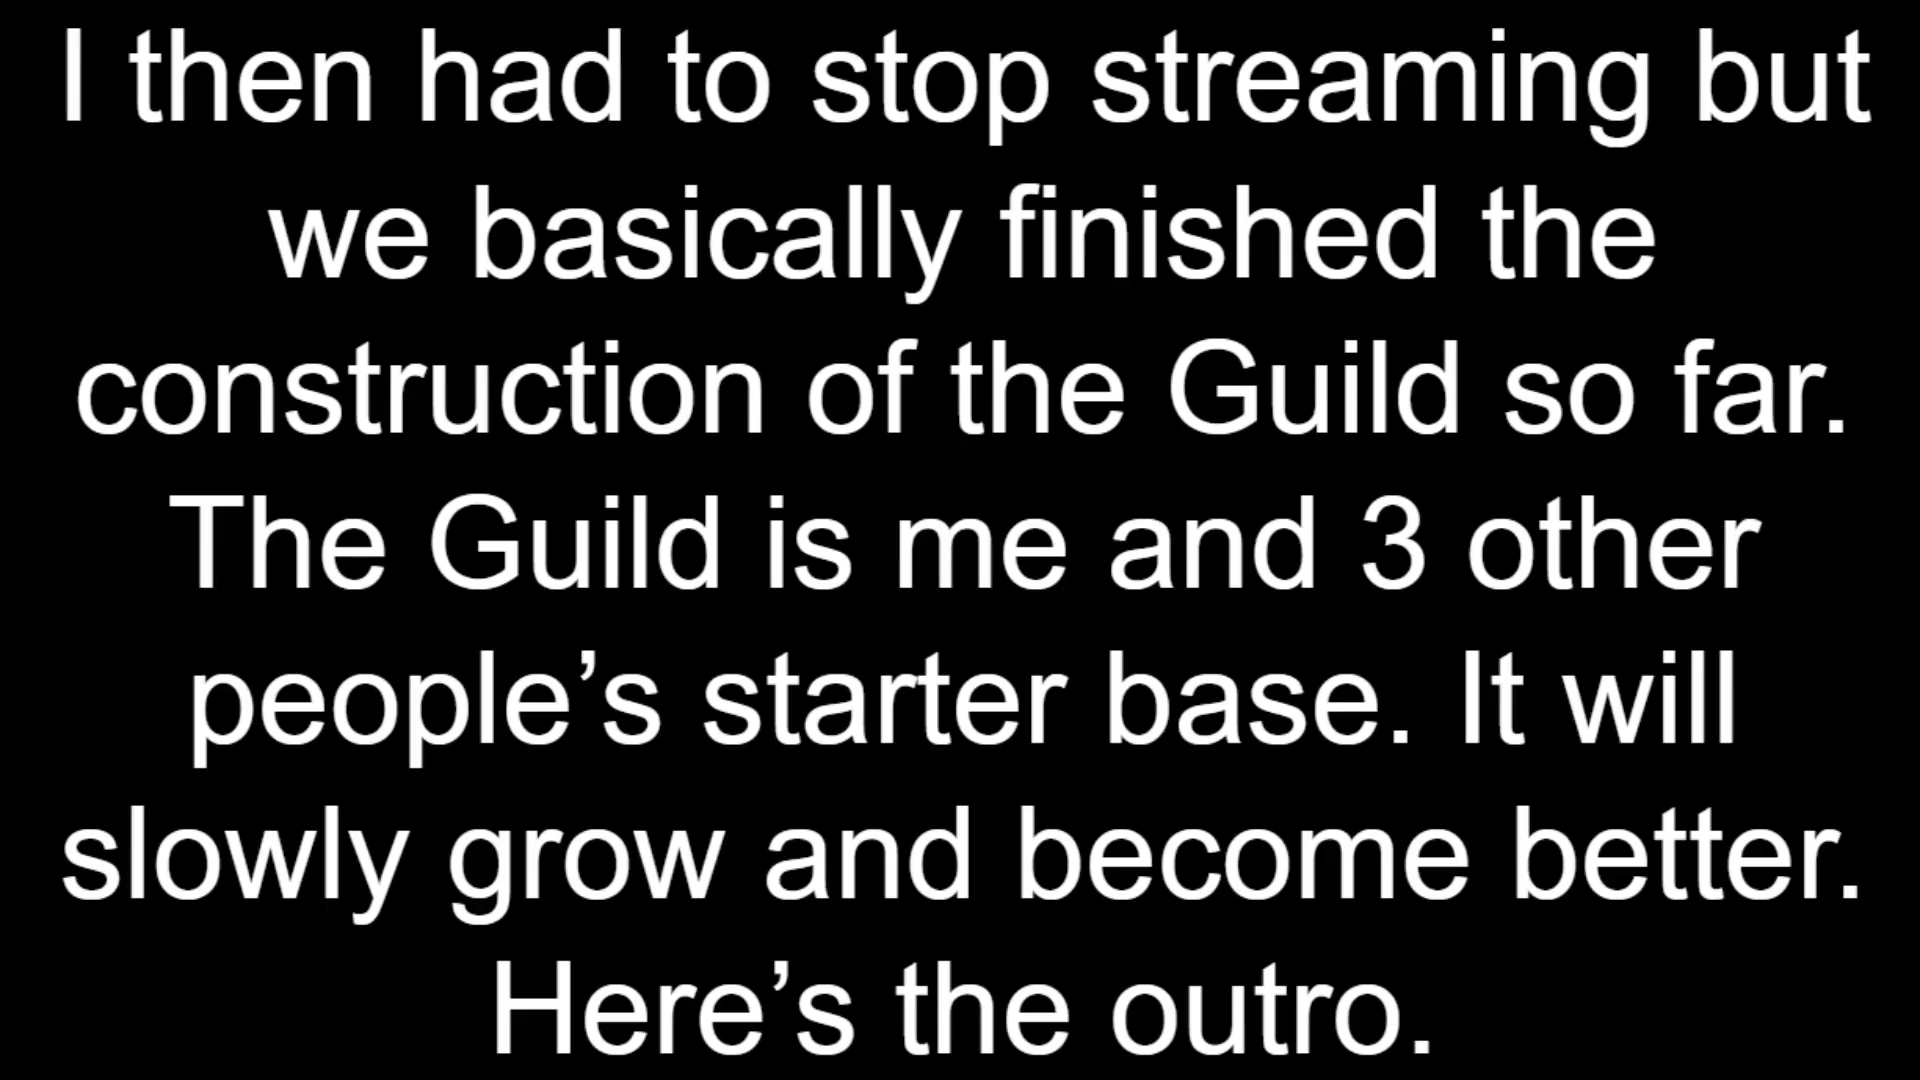 I then had to stop streaming but
we basically finished the
construction of the Guild so far.
The Guild is me and 3 other
people’s starter base. It will
slowly grow and become better.
Here’s the outro.